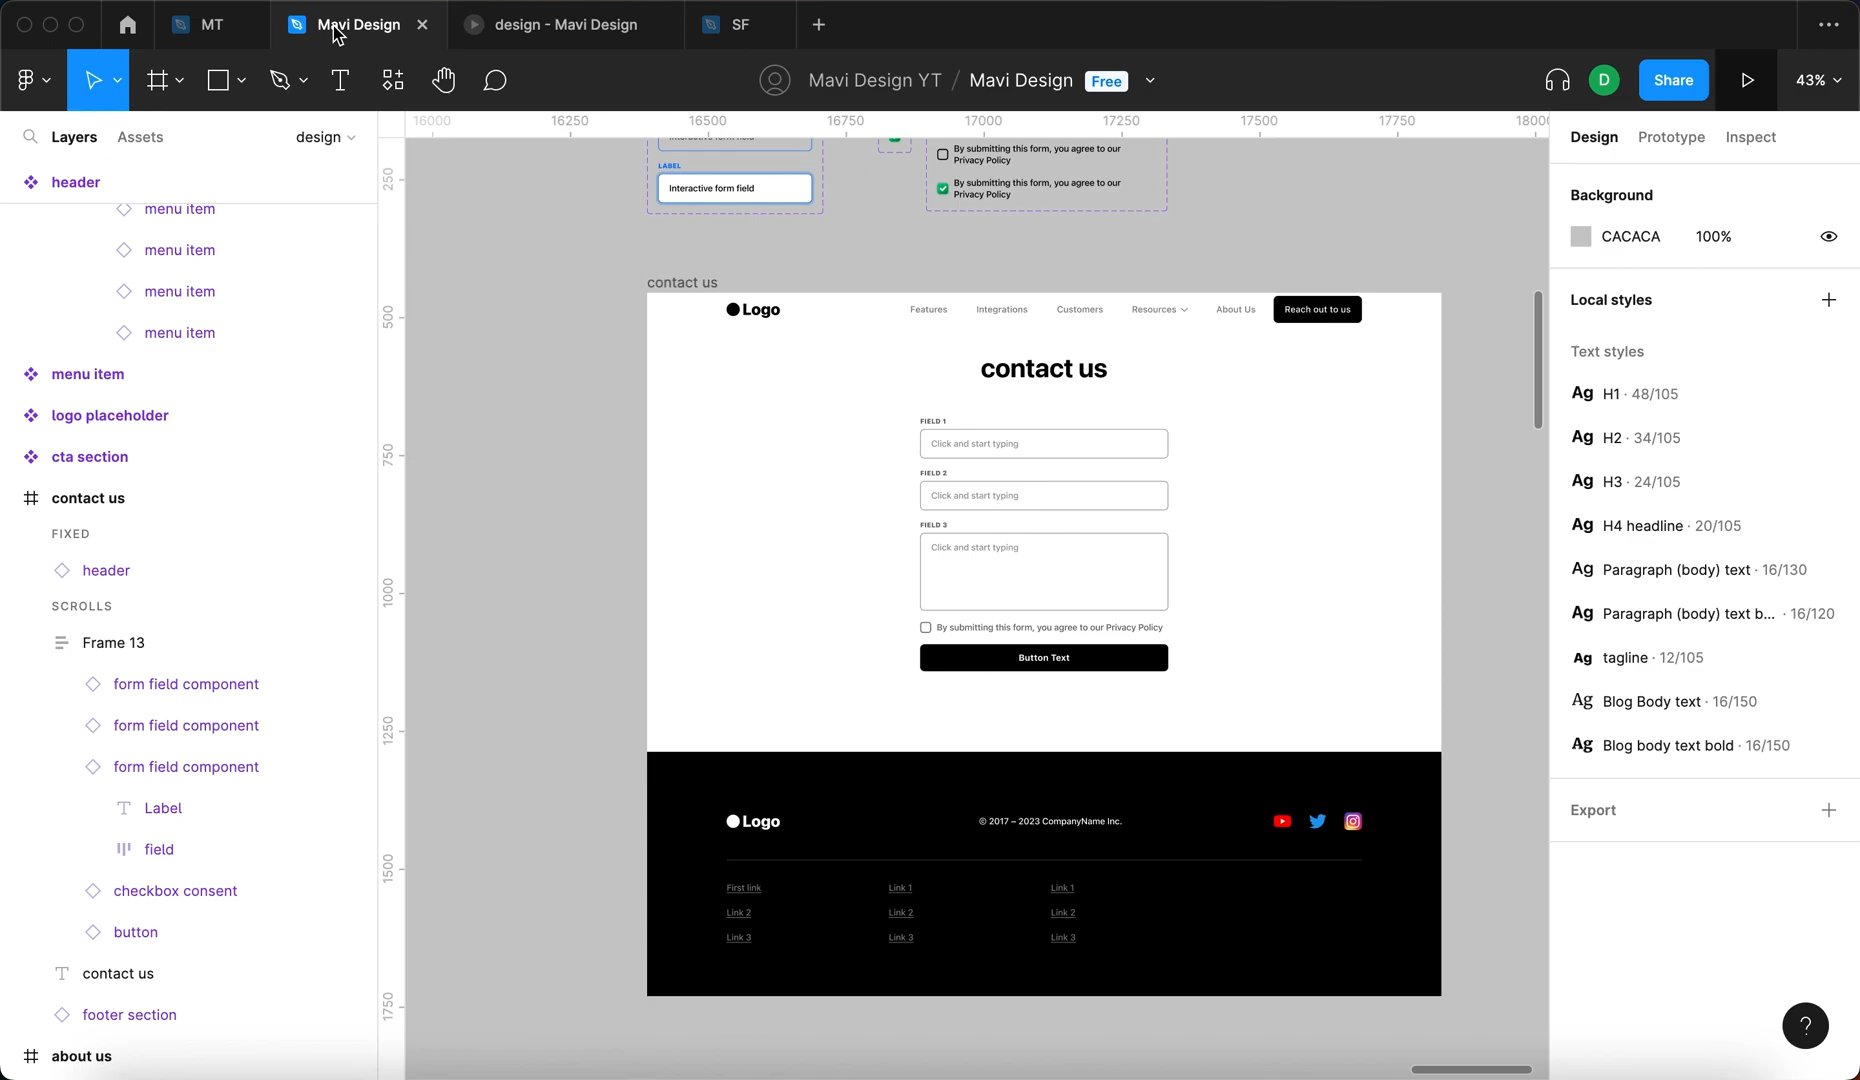 MT
Mavi Design
design - Mavi Design
SF
Mavi Design YT / Mavi Design Free
D
Share
43%
Layers
Assets
design
header
menu item
menu item
menu item
menu item
menu item
logo placeholder
cta section
contact us
FIXED
header
SCROLLS
Frame 13
form field component
form field component
form field component
Label
field
checkbox consent
button
contact us
footer section
about us
16000 16250 16500 16750 17000 17250 17500 17750 1800
250
500
750
1000
1250
1500
1750
Interactive form field
LABEL
Interactive form field
By submitting this form, you agree to our
Privacy Policy
By submitting this form, you agree to our
Privacy Policy
contact us
Logo
Features
Integrations
Customers
Resources
About Us
Reach out to us
contact us
FIELD 1
Click and start typing
FIELD 2
Click and start typing
FIELD 3
Click and start typing
By submitting this form, you agree to our Privacy Policy
Button Text
Logo
© 2017 – 2023 CompanyName Inc.
First link
Link 1
Link 1
Link 2
Link 2
Link 2
Link 3
Link 3
Link 3
Design
Prototype
Inspect
Background
CACACA 100%
Local styles
Text styles
Ag H1 · 48/105
Ag H2 · 34/105
Ag H3 · 24/105
Ag H4 headline · 20/105
Ag Paragraph (body) text · 16/130
Ag Paragraph (body) text b... · 16/120
Ag tagline · 12/105
Ag Blog Body text · 16/150
Ag Blog body text bold · 16/150
Export
?